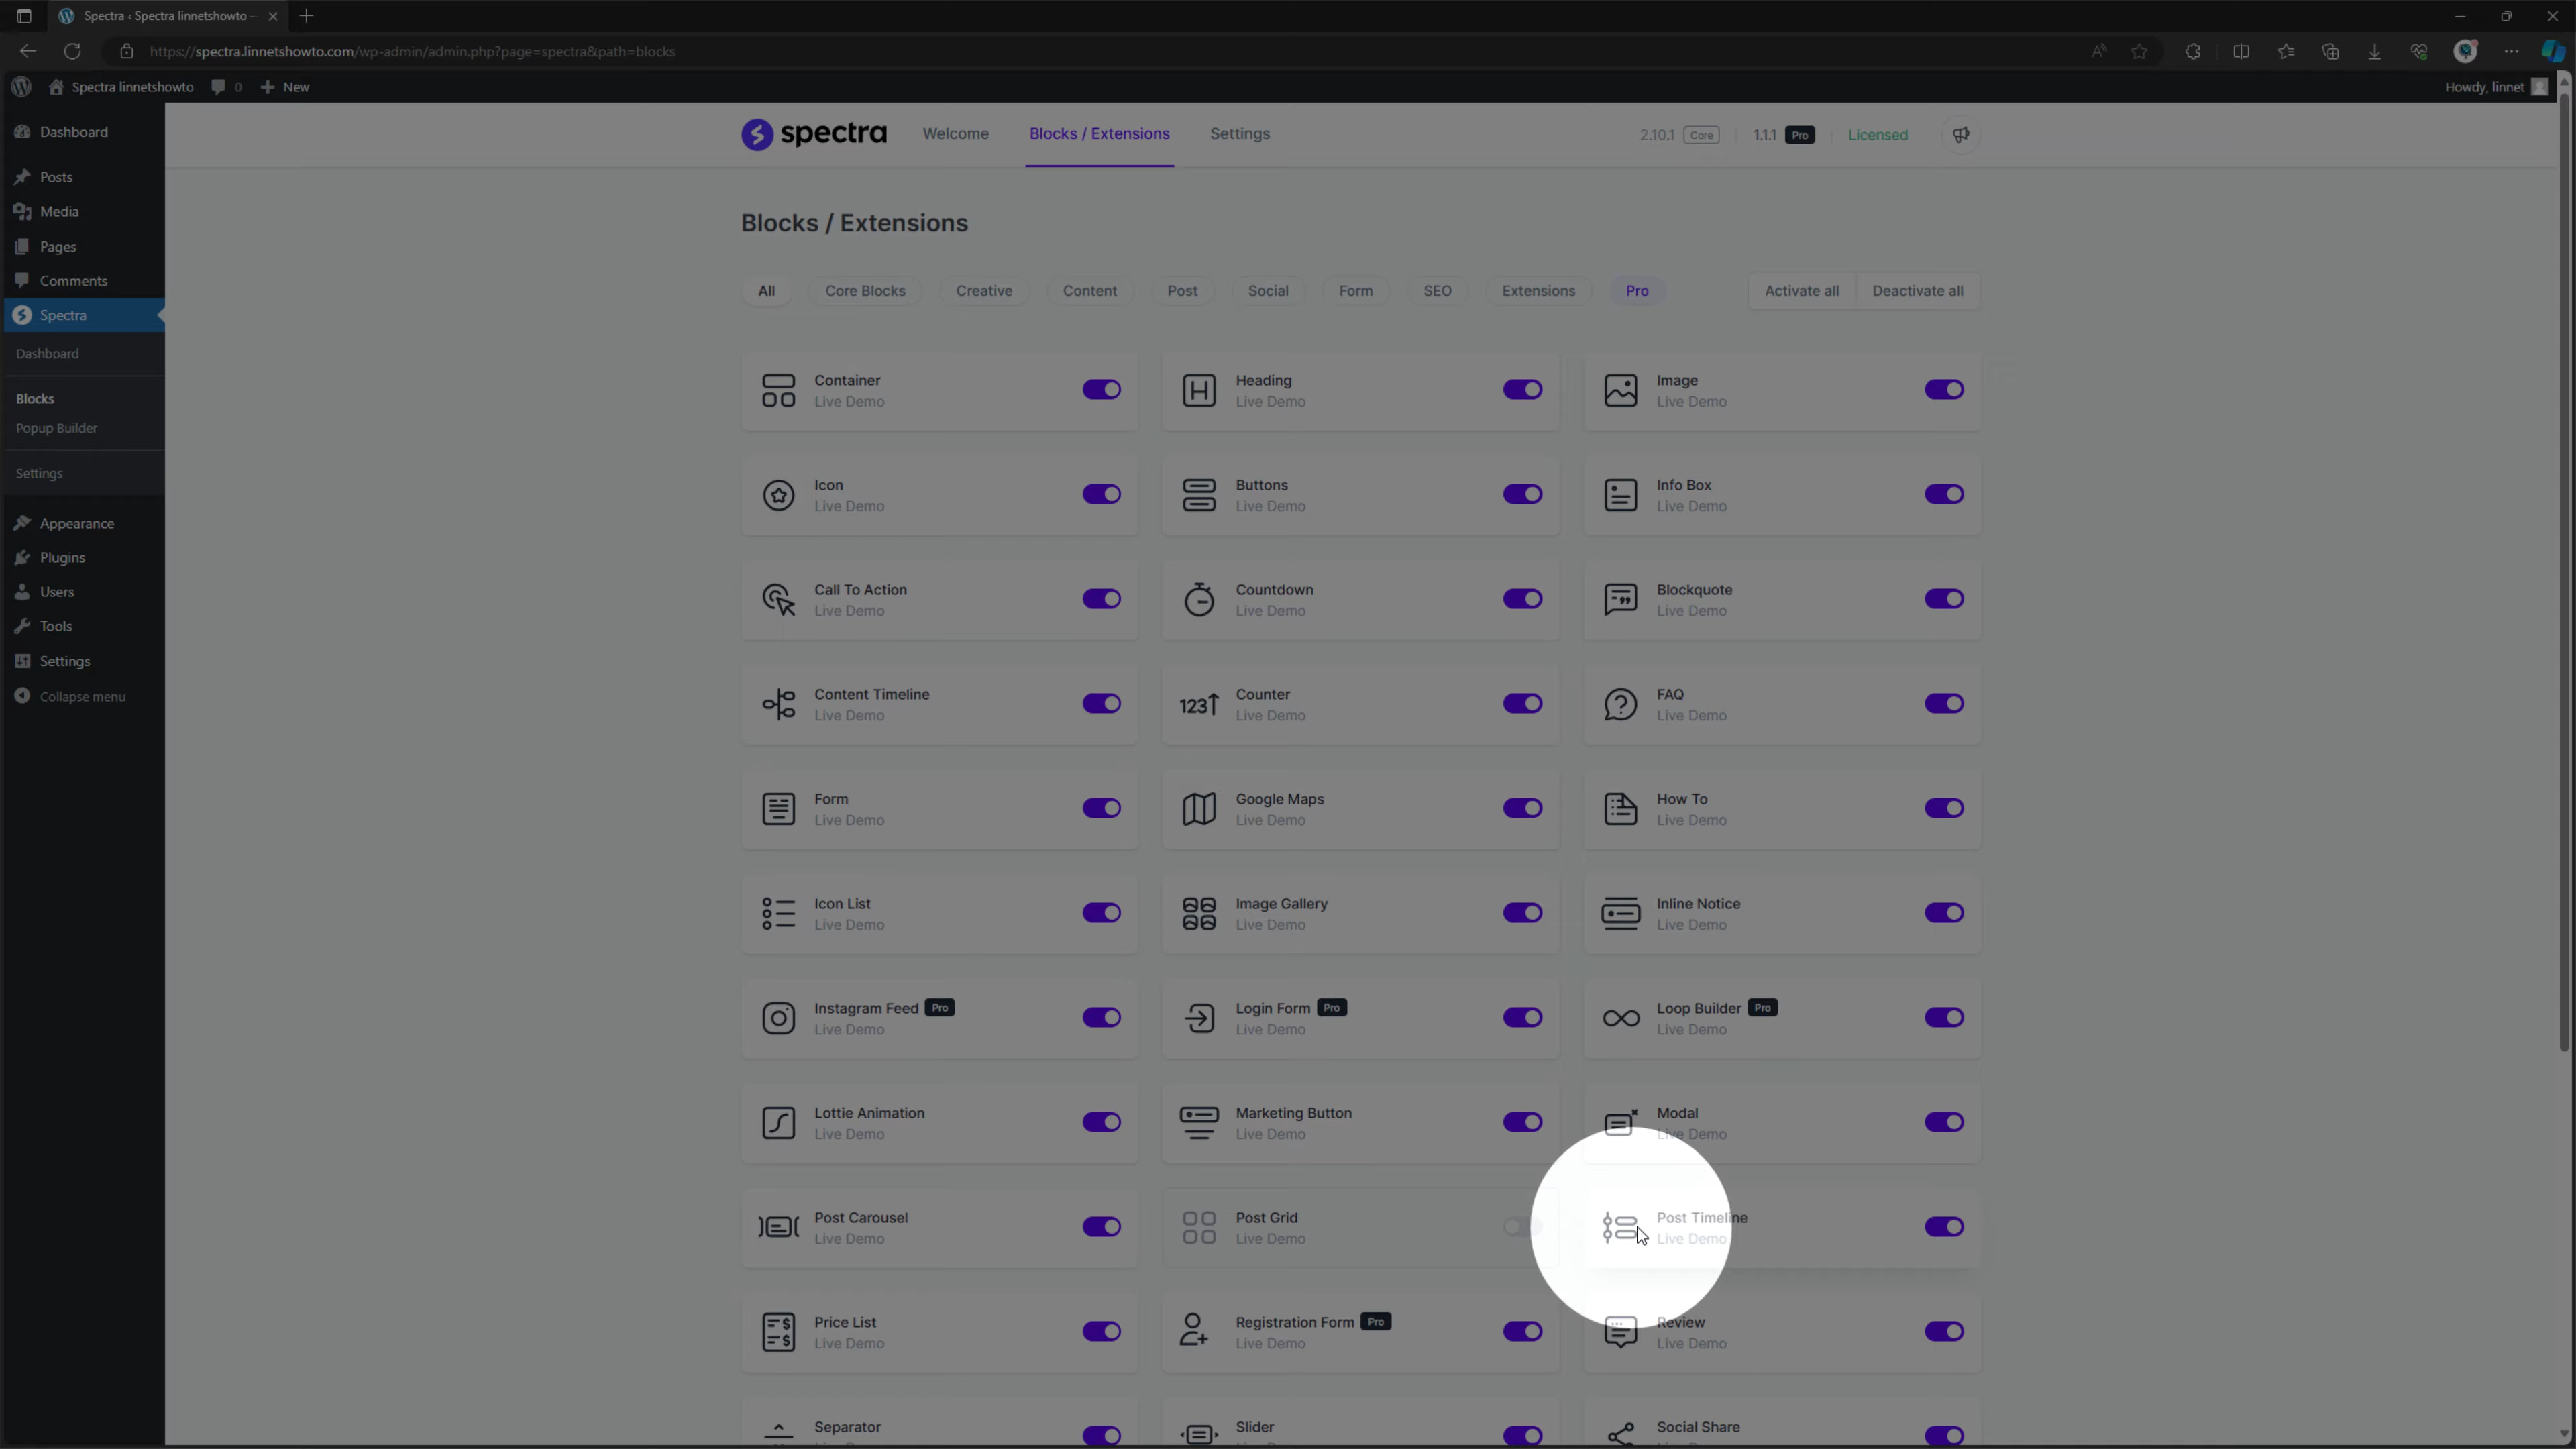 Spectra ‹ Spectra linnetshowto —
https://spectra.linnetshowto.com/wp-admin/admin.php?page=spectra&path=blocks
Spectra linnetshowto 0 New Howdy, linnet
Dashboard
Posts
Media
Pages
Comments
Spectra
Dashboard
Blocks
Popup Builder
Settings
Appearance
Plugins
Users
Tools
Settings
Collapse menu
spectra Welcome Blocks / Extensions Settings 2.10.1 Core 1.1.1 Pro Licensed
Blocks / Extensions
All Core Blocks Creative Content Post Social Form SEO Extensions Pro Activate all Deactivate all
Container Heading Image
Live Demo Live Demo Live Demo
Icon Buttons Info Box
Live Demo Live Demo Live Demo
Call To Action Countdown Blockquote
Live Demo Live Demo Live Demo
Content Timeline 123 Counter FAQ
Live Demo Live Demo Live Demo
Form Google Maps How To
Live Demo Live Demo Live Demo
Icon List Image Gallery Inline Notice
Live Demo Live Demo Live Demo
Instagram Feed Pro Login Form Pro Loop Builder Pro
Live Demo Live Demo Live Demo
Lottie Animation Marketing Button Modal
Live Demo Live Demo Live Demo
Post Carousel Post Grid Post Timeline
Live Demo Live Demo Live Demo
Price List Registration Form Pro Review
Live Demo Live Demo Live Demo
Separator Slider Social Share